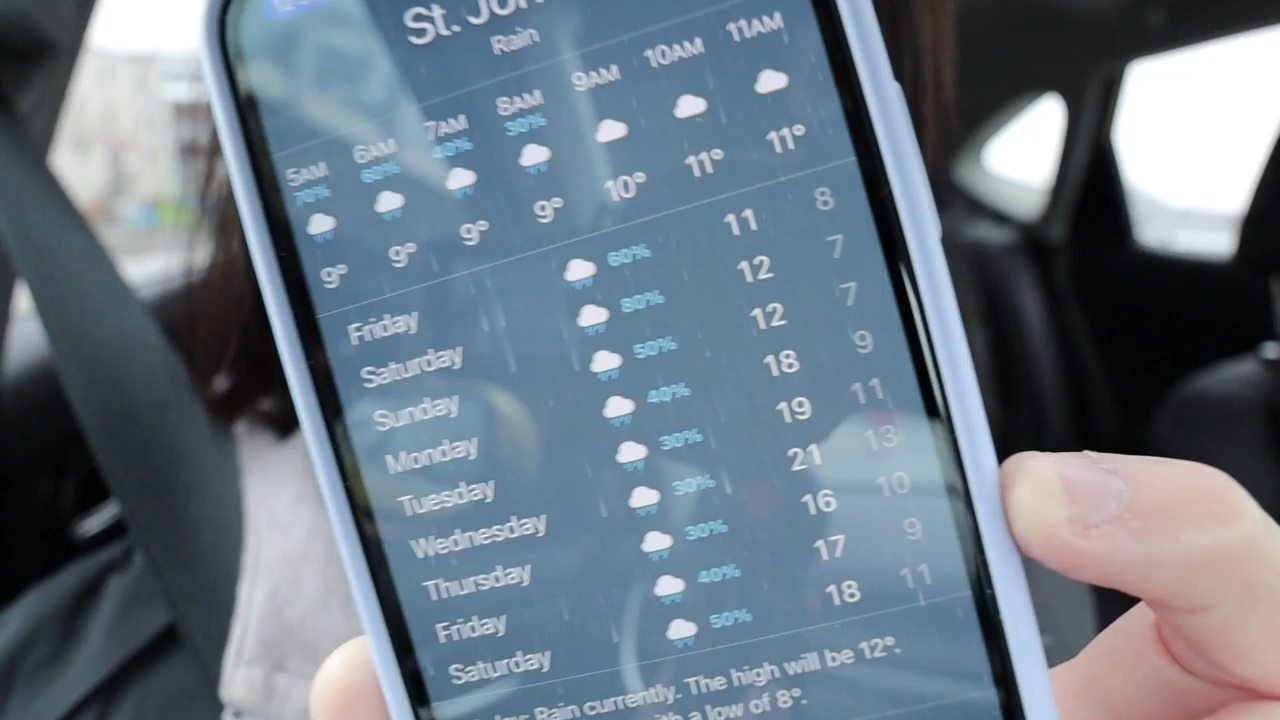 St.
Rain
5AM 6AM 7AM 8AM 9AM 10AM 11AM
70% 60% 40% 30%
9° 9° 9° 9° 10° 11° 11°
Friday 60% 11 8
Saturday 80% 12 7
Sunday 50% 12 7
Monday 40% 18 9
Tuesday 30% 19 11
Wednesday 30% 21 13
Thursday 30% 16 10
Friday 40% 17 9
Saturday 50% 18 11
Rain currently. The high will be 12°.
with a low of 8°.